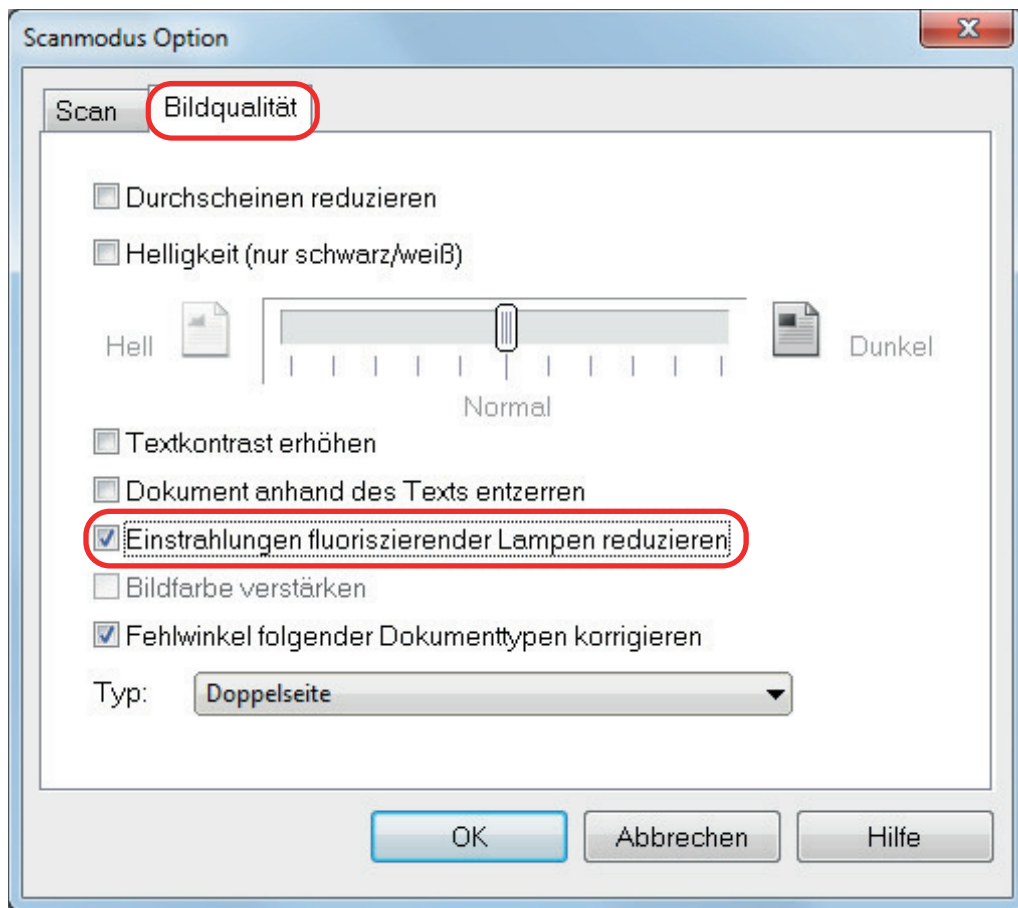 Scanmodus Option
Scan
Bildqualität
Durchscheinen reduzieren
Helligkeit (nur schwarz/weiß)
Hell
Dunkel
Normal
Textkontrast erhöhen
Dokument anhand des Texts entzerren
Einstrahlungen fluoriszierender Lampen reduzieren
Bildfarbe verstärken
Fehlwinkel folgender Dokumenttypen korrigieren
Typ: Doppelseite
OK Abbrechen Hilfe